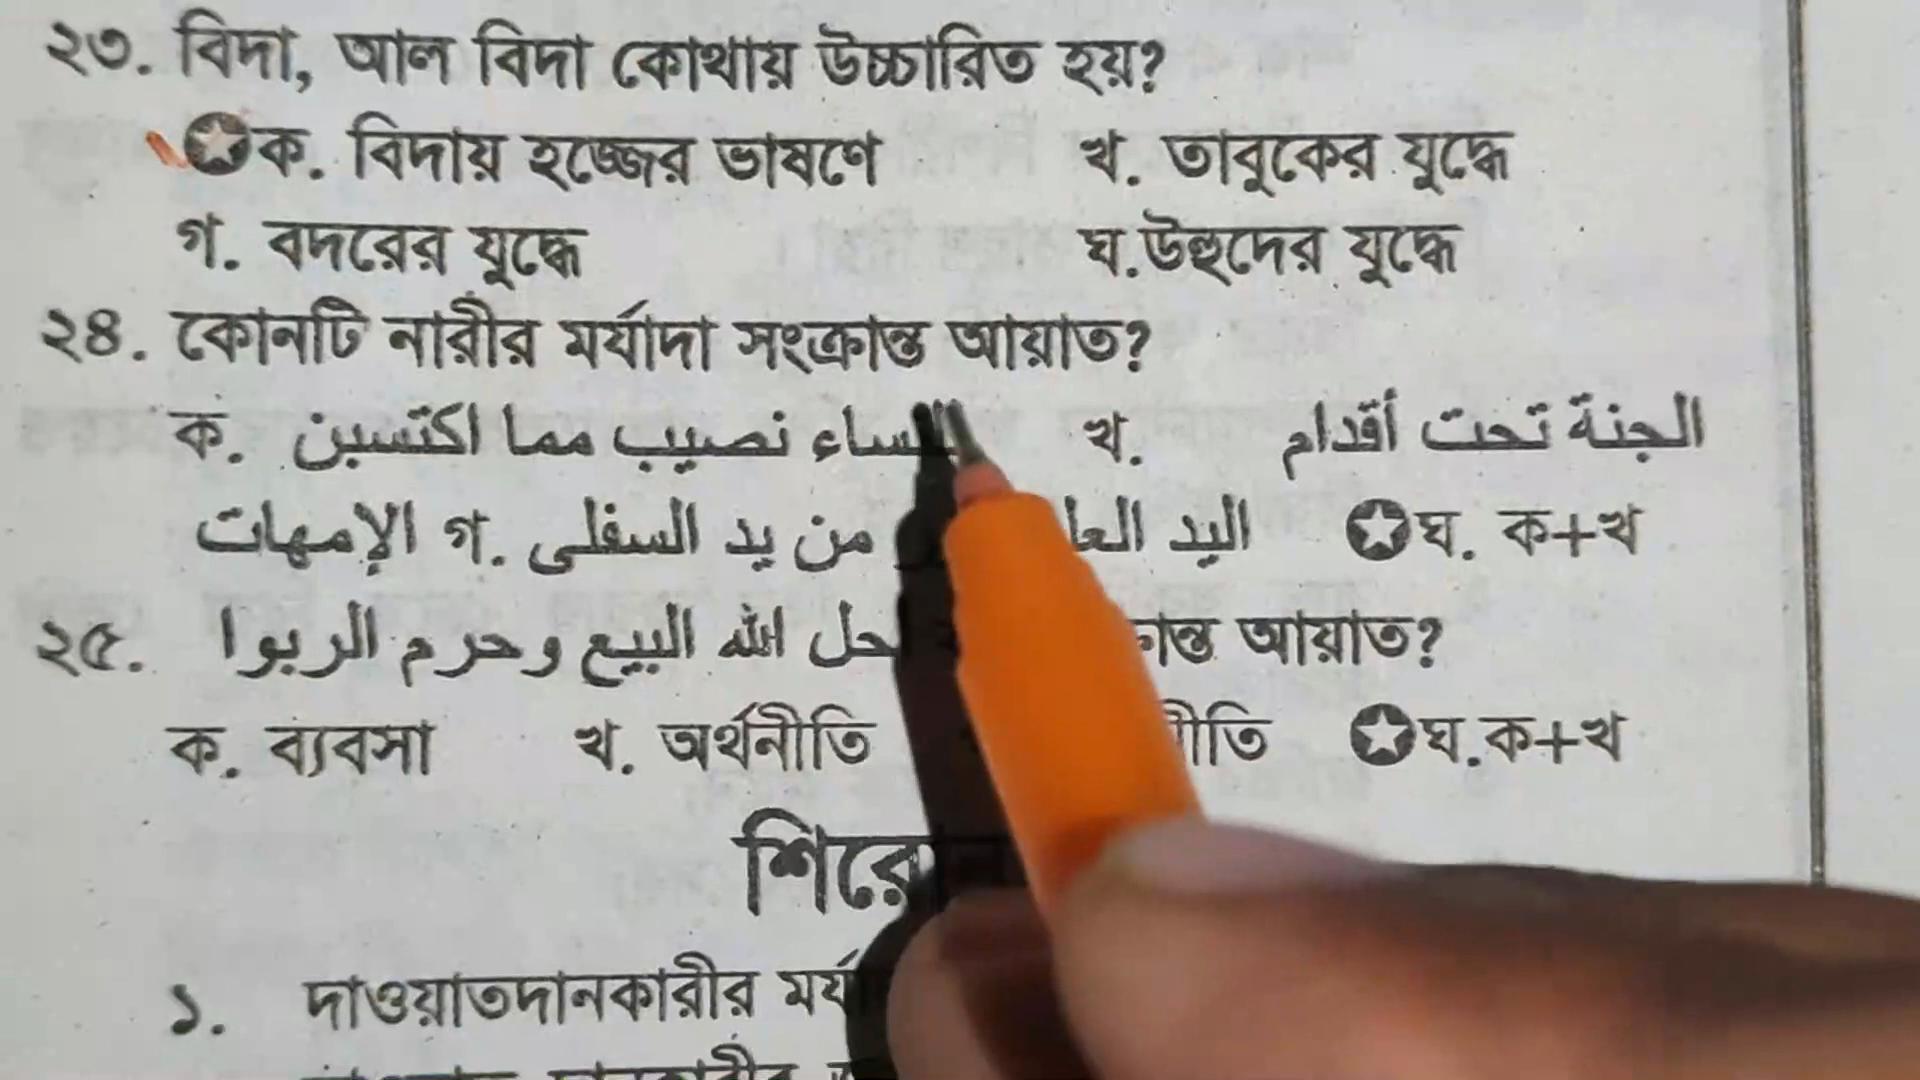 ২৩. বিদা, আল বিদা কোথায় উচ্চারিত হয়?
ক. বিদায় হজ্জের ভাষণে খ. তাবুকের যুদ্ধে
গ. বদরের যুদ্ধে ঘ.উহুদের যুদ্ধে
২৪. কোনটি নারীর মর্যাদা সংক্রান্ত আয়াত?
ক. نصيب مما اكتسبن খ. الجنة تحت أقدام
الإمهات গ. اليد من يد السفلى ঘ. ক+খ
২৫. الله البيع وحرم الربوا আয়াত?
ক. ব্যবসা খ. অর্থনীতি ঘ.ক+খ
১. দাওয়াতদানকারীর